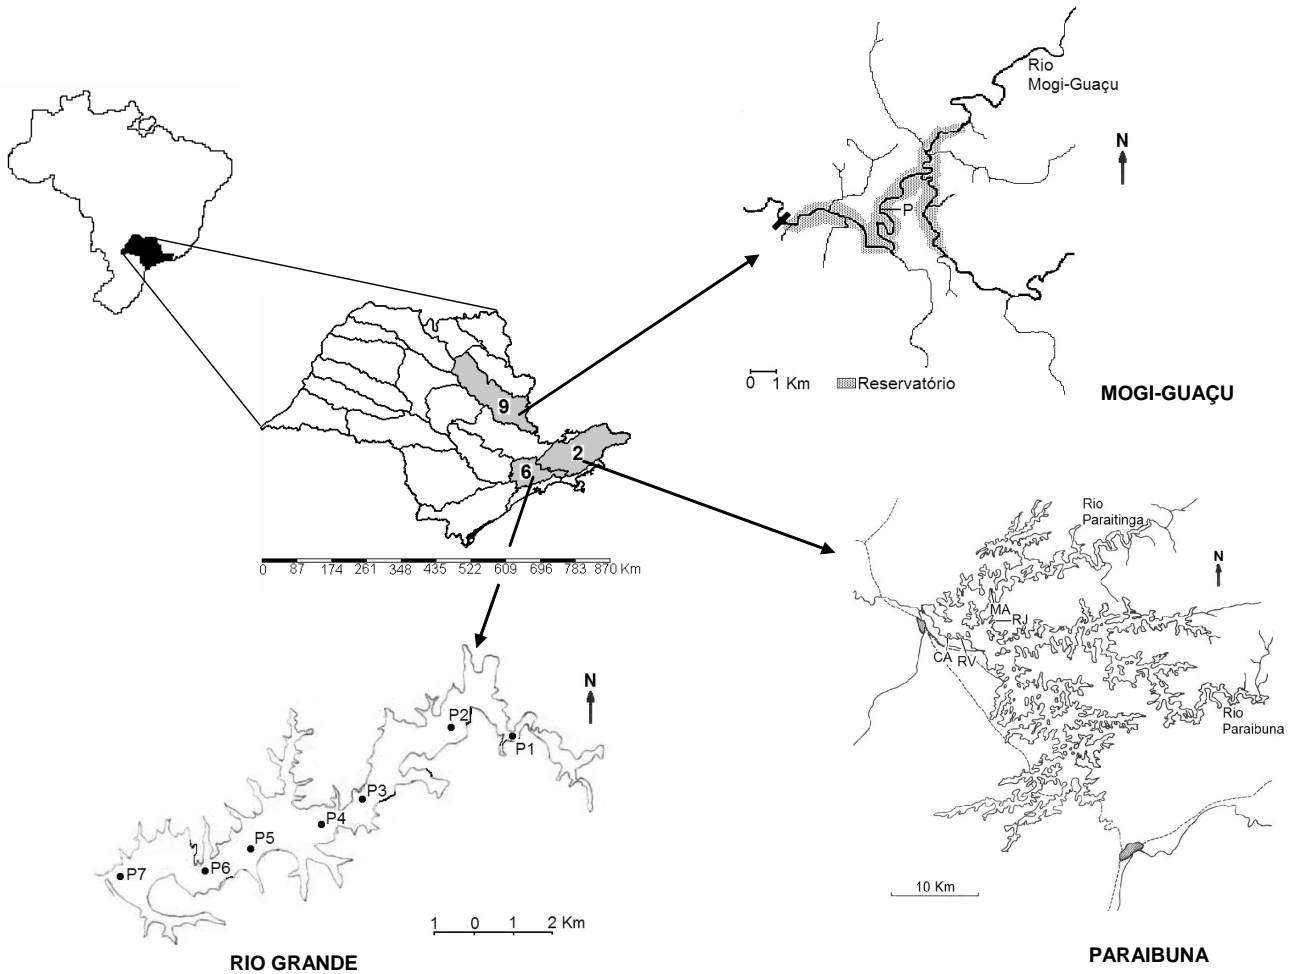 Rio
Mogi-Guaçu
N
P
0 1 Km
Reservatório
MOGI-GUAÇU
9
2
6
0 87 174 261 348 435 522 609 696 783 870 Km
Rio
Paraitinga
N
MA
RJ
CA RV
Rio
Paraibuna
10 Km
PARAIBUNA
N
P2
P1
P3
P4
P5
P6
P7
1 0 1 2 Km
RIO GRANDE